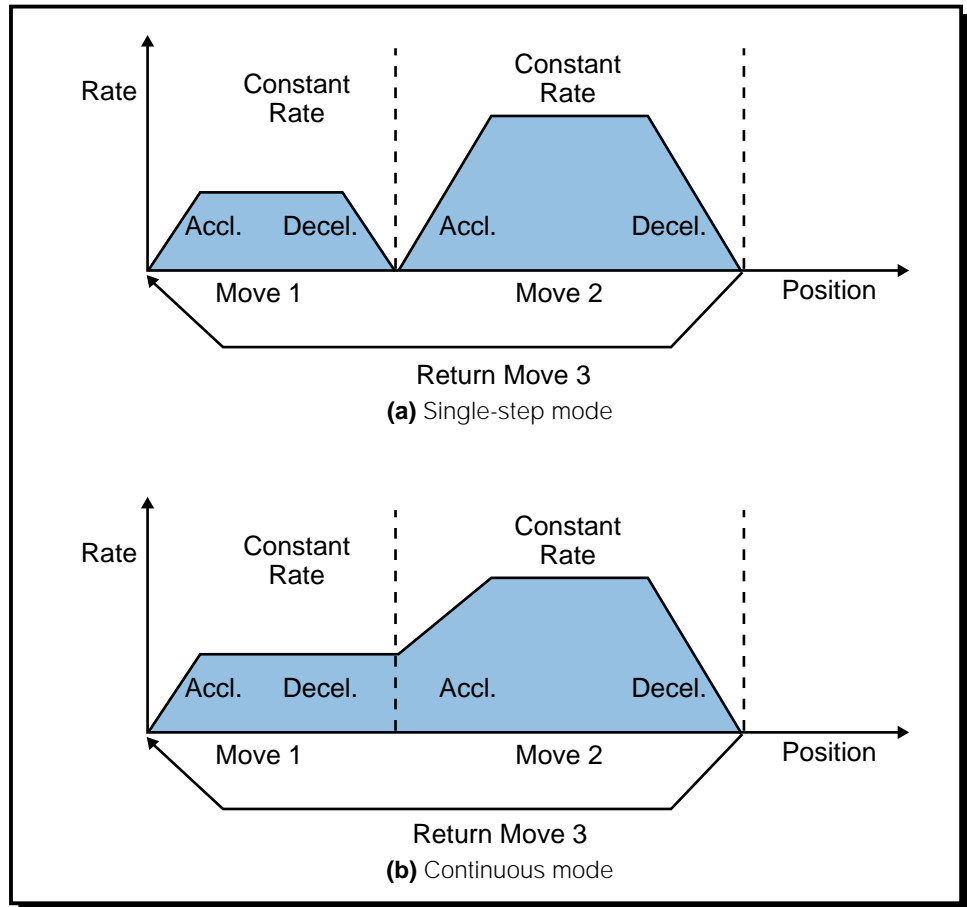 Rate
Constant
Rate
Constant
Rate
Accl.
Decel.
Accl.
Decel.
Move 1
Move 2
Position
Return Move 3
(a) Single-step mode
Rate
Constant
Rate
Constant
Rate
Accl.
Decel.
Accl.
Decel.
Move 1
Move 2
Position
Return Move 3
(b) Continuous mode